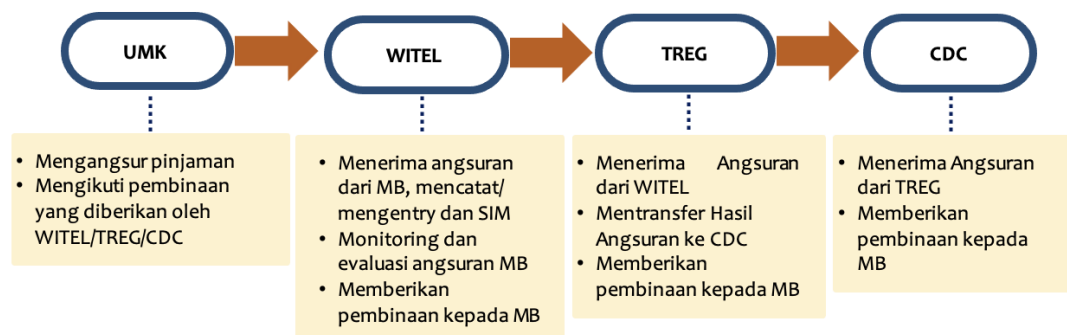 UMK
WITEL
TREG
CDC
• Mengangsur pinjaman
• Mengikuti pembinaan
yang diberikan oleh
WITEL/TREG/CDC
• Menerima angsuran
dari MB, mencatat/
mengentry dan SIM
• Monitoring dan
evaluasi angsuran MB
• Memberikan
pembinaan kepada MB
• Menerima Angsuran
dari WITEL
• Mentransfer Hasil
Angsuran ke CDC
• Memberikan
pembinaan kepada MB
• Menerima Angsuran
dari TREG
• Memberikan
pembinaan kepada
MB